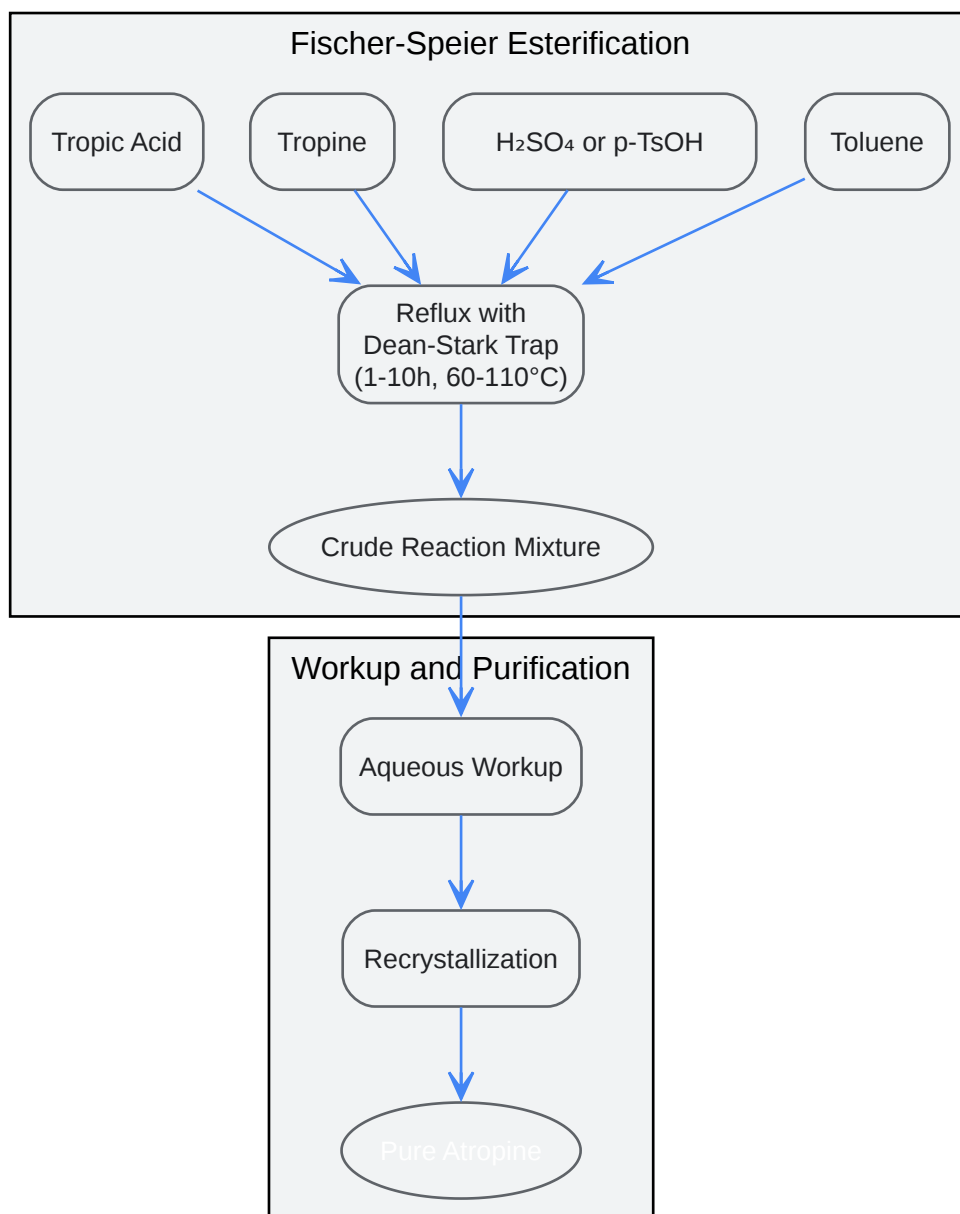 Fischer-Speier Esterification
Tropic Acid
Tropine
H₂SO₄ or p-TsOH
Toluene
Reflux with
Dean-Stark Trap
(1-10h, 60-110°C)
Crude Reaction Mixture
Workup and Purification
Aqueous Workup
Recrystallization
Pure Atropine